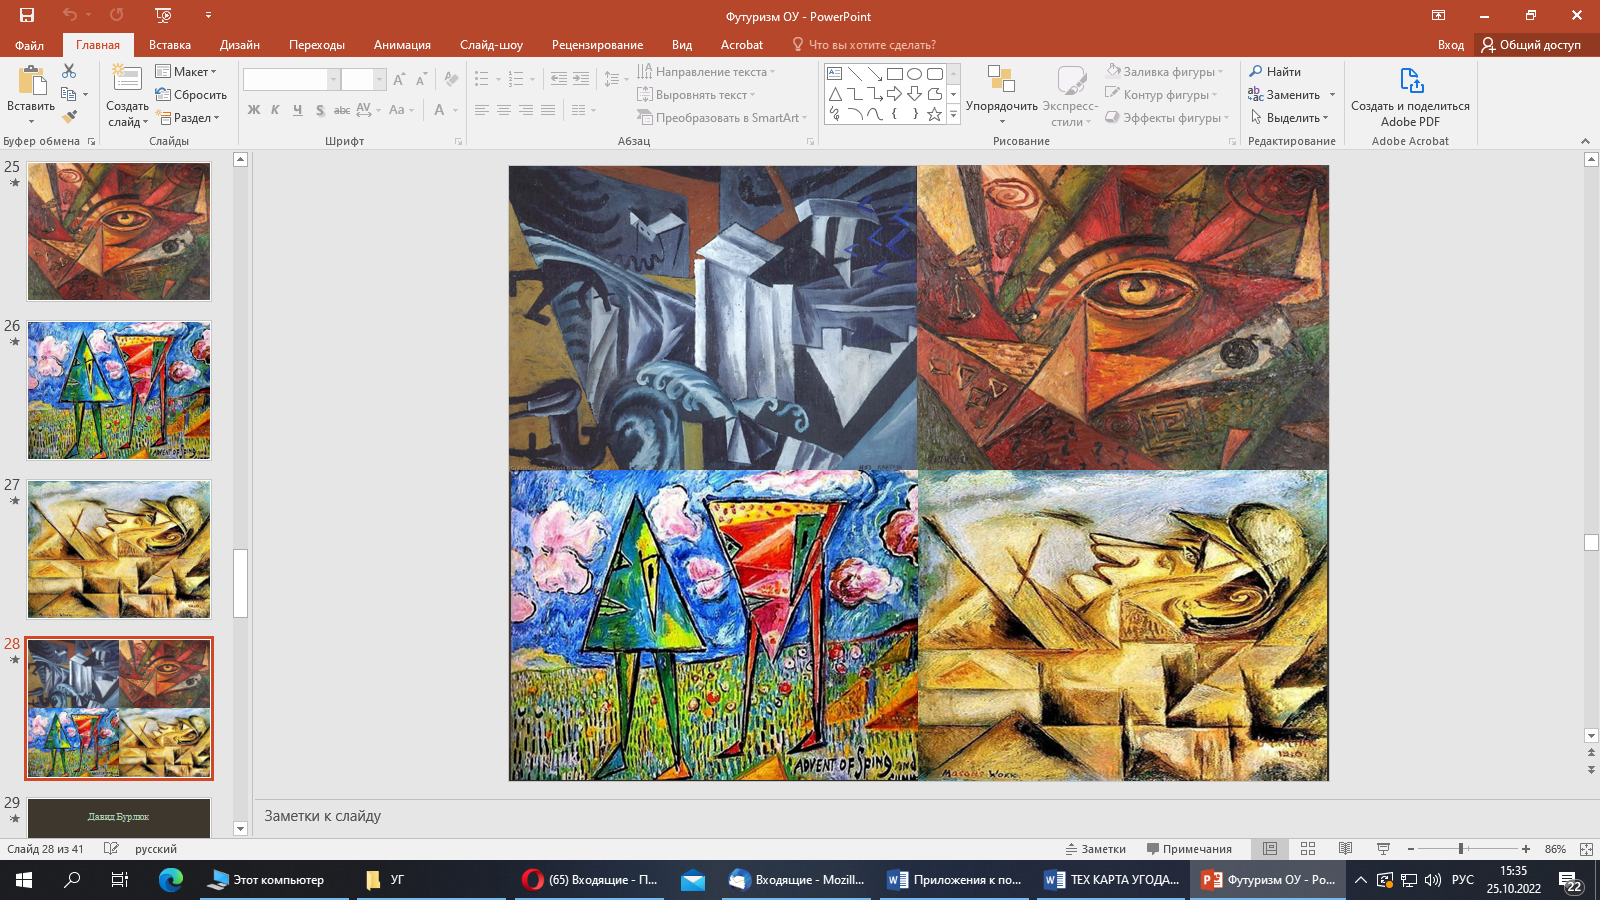 Футуризм ОУ - PowerPoint
Файл
Главная
Вставка
Дизайн
Переходы
Анимация
Слайд-шоу
Рецензирование
Вид
Acrobat
Что вы хотите сделать?
Вход
Общий доступ
Вставить
Буфер обмена
Создать
слайд
Макет
Сбросить
Раздел
Слайды
Ж К Ч S abc AV Aa A
Шрифт
Направление текста
Выровнять текст
Преобразовать в SmartArt
Абзац
Упорядочить
Экспресс-
стили
Заливка фигуры
Контур фигуры
Эффекты фигуры
Рисование
Найти
Заменить
Выделить
Редактирование
Создать и поделиться
Adobe PDF
Adobe Acrobat
25
26
27
28
29
Давид Бурлюк
ADVENT OF SPING AND
Заметки к слайду
Слайд 28 из 41
русский
Заметки
Примечания
86%
Этот компьютер
УГ
(65) Входящие - П...
Входящие - Mozill...
Приложения к по...
ТЕХ КАРТА УГОДА...
Футуризм ОУ - Po...
РУС
15:35
25.10.2022
22